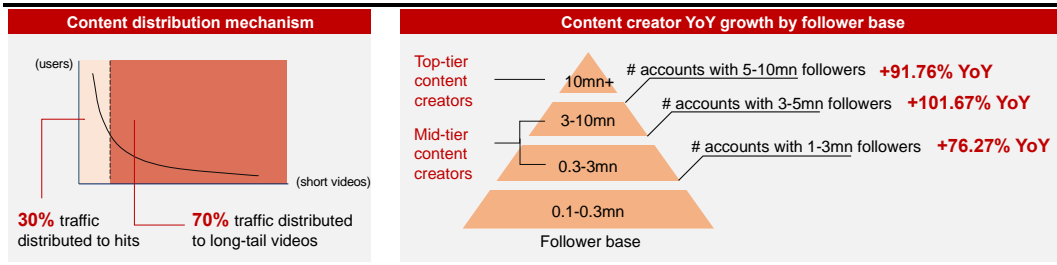 Content distribution mechanism
(users)
(short videos)
30% traffic
distributed to hits
70% traffic distributed
to long-tail videos
Content creator YoY growth by follower base
Top-tier
content
creators
Mid-tier
content
creators
10mn+
3-10mn
0.3-3mn
0.1-0.3mn
Follower base
# accounts with 5-10mn followers +91.76% YoY
# accounts with 3-5mn followers +101.67% YoY
# accounts with 1-3mn followers +76.27% YoY